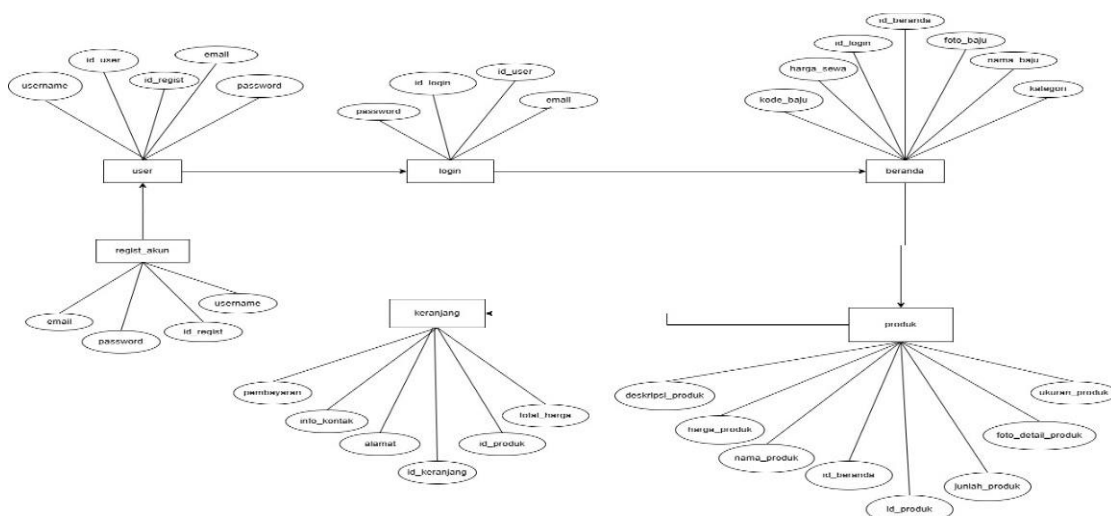 id_beranda
email
id_user
id_login
foto_baju
id_regist
id_user
nama_baju
username
password
id_login
harga_sewa
email
kategori
password
kode_baju
user
login
beranda
regist_akun
username
email
id_regist
password
keranjang
produk
pambayaran
total_harga
info_kontak
id_produk
alamat
id_keranjang
deskripsi_produk
ukuran_produk
harga_produk
foto_detail_produk
nama_produk
id_beranda
jumlah_produk
id_produk